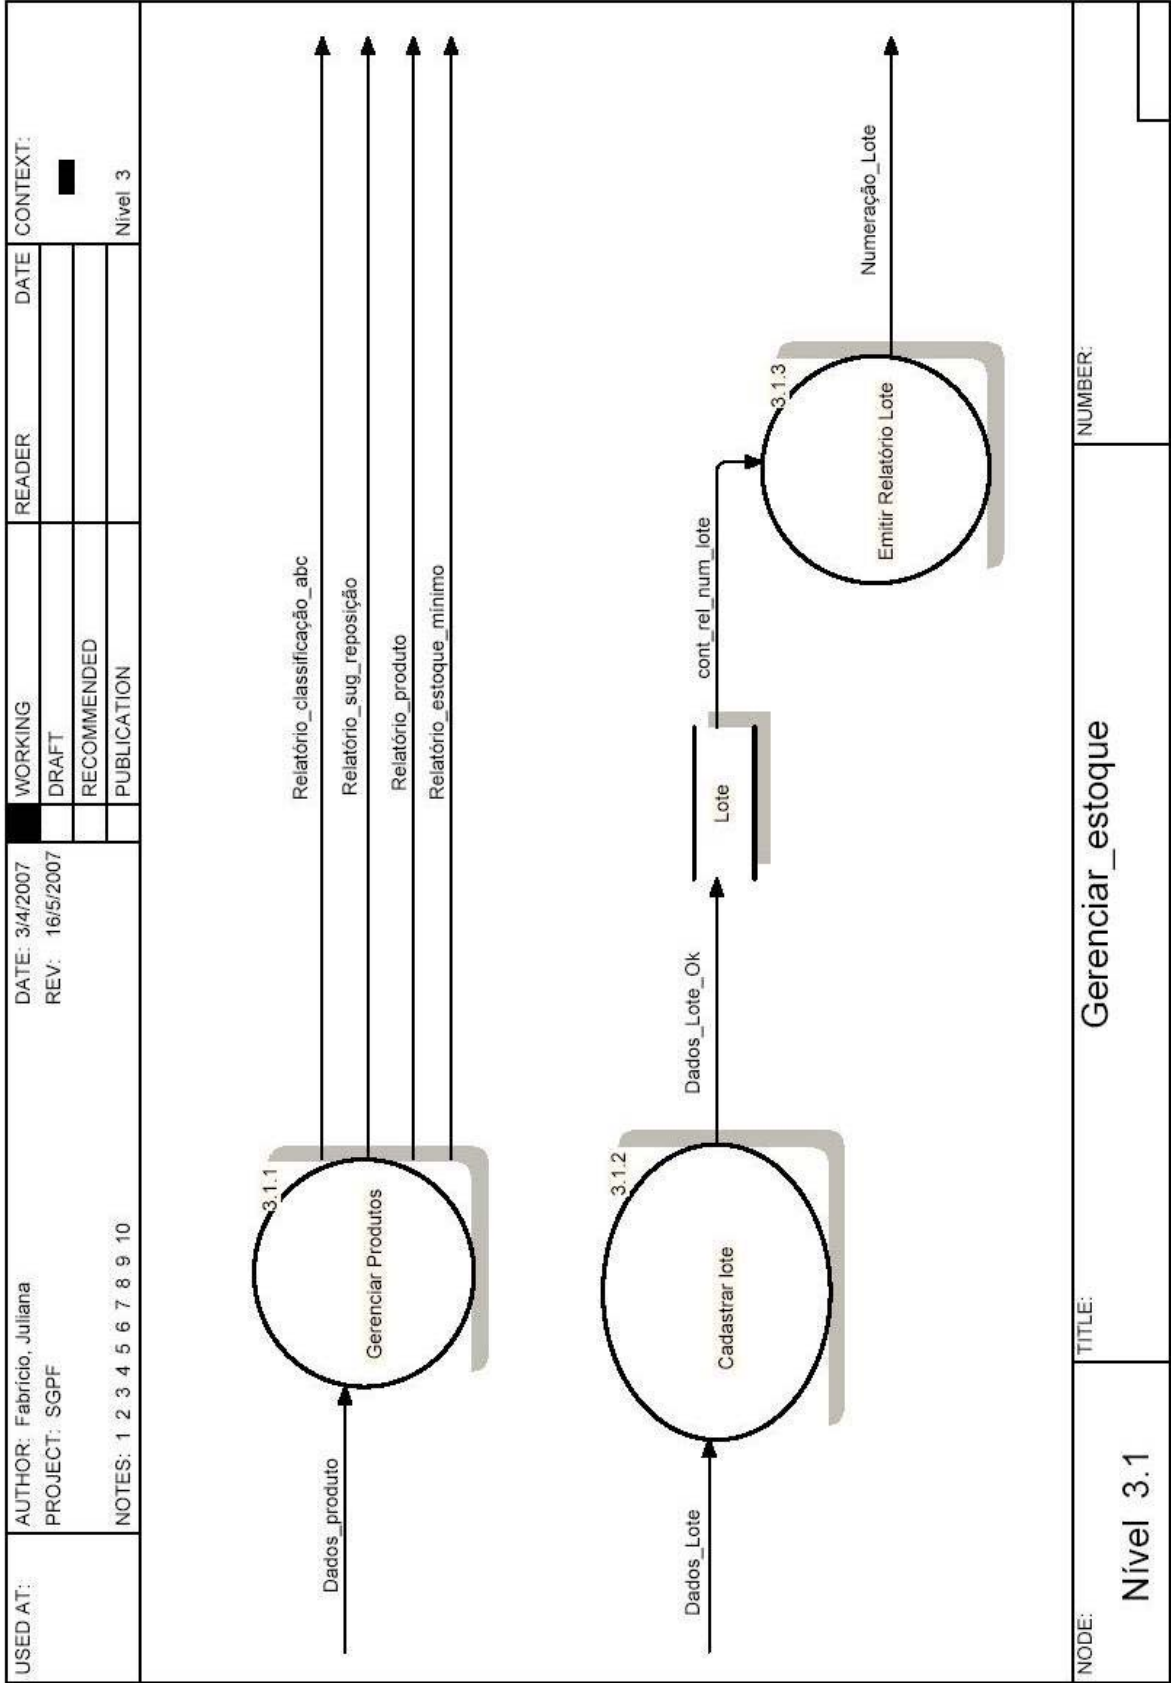 USED AT:
AUTHOR: Fabrício, Juliana
PROJECT: SGPF
NOTES: 1 2 3 4 5 6 7 8 9 10
DATE: 3/4/2007
REV: 16/5/2007
WORKING
DRAFT
RECOMMENDED
PUBLICATION
READER
DATE
CONTEXT:
Nível 3
Dados_produto
3.1.1
Gerenciar Produtos
Relatório_classificação_abc
Relatório_sug_reposição
Relatório_produto
Relatório_estoque_mínimo
Dados_Lote
3.1.2
Cadastrar lote
Dados_Lote_Ok
Lote
cont_rel_num_lote
3.1.3
Emitir Relatório Lote
Numeração_Lote
NODE:
Nível 3.1
TITLE:
Gerenciar_estoque
NUMBER: